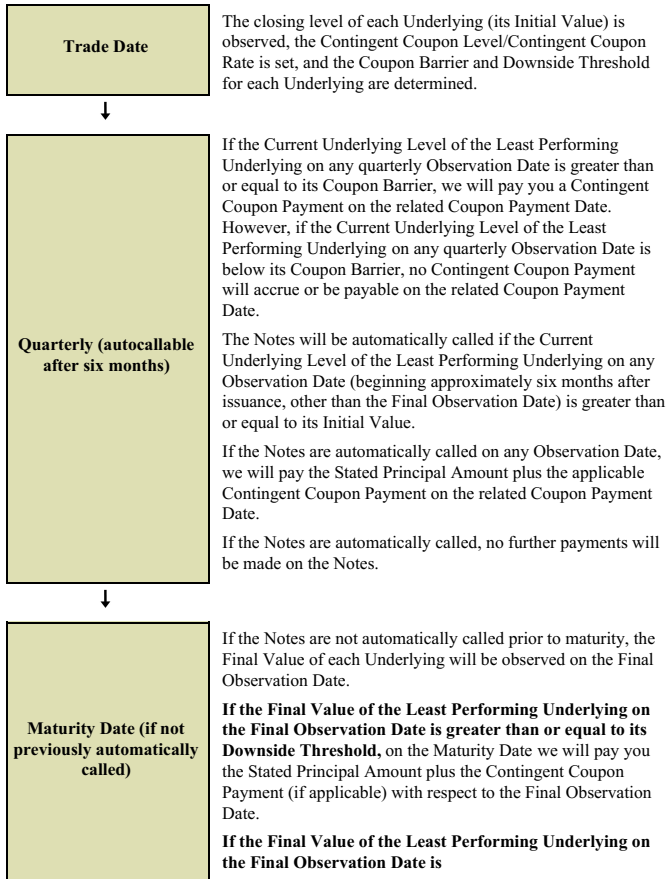 Trade Date
The closing level of each Underlying (its Initial Value) is
observed, the Contingent Coupon Level/Contingent Coupon
Rate is set, and the Coupon Barrier and Downside Threshold
for each Underlying are determined.
↓
Quarterly (autocallable
after six months)
If the Current Underlying Level of the Least Performing
Underlying on any quarterly Observation Date is greater than
or equal to its Coupon Barrier, we will pay you a Contingent
Coupon Payment on the related Coupon Payment Date.
However, if the Current Underlying Level of the Least
Performing Underlying on any quarterly Observation Date is
below its Coupon Barrier, no Contingent Coupon Payment
will accrue or be payable on the related Coupon Payment
Date.
The Notes will be automatically called if the Current
Underlying Level of the Least Performing Underlying on any
Observation Date (beginning approximately six months after
issuance, other than the Final Observation Date) is greater than
or equal to its Initial Value.
If the Notes are automatically called on any Observation Date,
we will pay the Stated Principal Amount plus the applicable
Contingent Coupon Payment on the related Coupon Payment
Date.
If the Notes are automatically called, no further payments will
be made on the Notes.
↓
Maturity Date (if not
previously automatically
called)
If the Notes are not automatically called prior to maturity, the
Final Value of each Underlying will be observed on the Final
Observation Date.
If the Final Value of the Least Performing Underlying on
the Final Observation Date is greater than or equal to its
Downside Threshold, on the Maturity Date we will pay you
the Stated Principal Amount plus the Contingent Coupon
Payment (if applicable) with respect to the Final Observation
Date.
If the Final Value of the Least Performing Underlying on
the Final Observation Date is